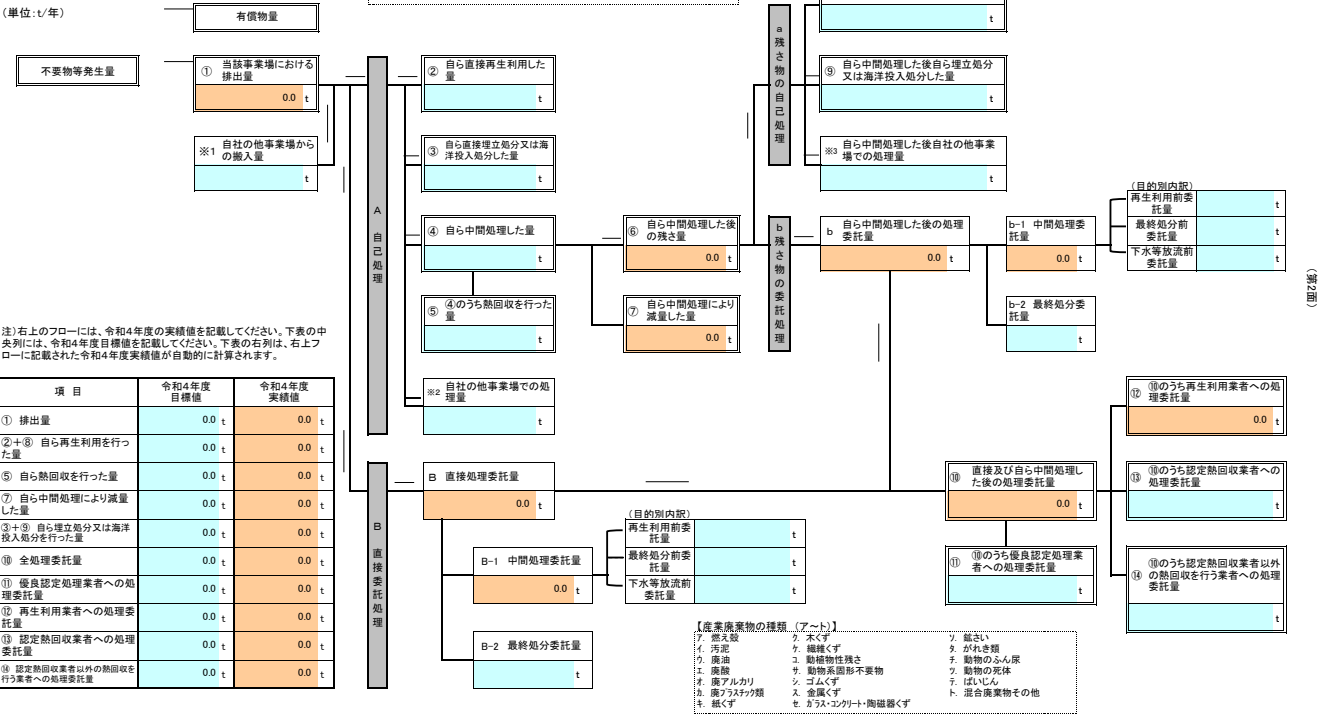 (単位:t/年)
有償物量
不要物等発生量
① 当該事業場における
排出量
0.0 t
※1 自社の他事業場から
の搬入量
t
A 自己処理
② 自ら直接再生利用した
量
t
③ 自ら直接埋立処分又は海
洋投入処分した量
t
④ 自ら中間処理した量
t
⑤ ④のうち熱回収を行った
量
t
※2 自社の他事業場での処
理量
t
⑥ 自ら中間処理した後
の残さ量
0.0 t
⑦ 自ら中間処理により
減量した量
0.0 t
a 残さ物の自己処理
t
⑨ 自ら中間処理した後自ら埋立処分
又は海洋投入処分した量
t
※3 自ら中間処理した後自社の他事業
場での処理量
t
b 残さ物の委託処理
b 自ら中間処理した後の処理
委託量
0.0 t
b-1 中間処理委
託量
0.0 t
b-2 最終処分委
託量
t
(目的別内訳)
再生利用前委
託量 t
最終処分前
委託量 t
下水等放流前
委託量 t
(第2面)
注)右上のフローには、令和4年度の実績値を記載してください。下表の中
央列には、令和4年度目標値を記載してください。下表の右列は、右上フ
ローに記載された令和4年度実績値が自動的に計算されます。
項 目 令和4年度
目標値 令和4年度
実績値
① 排出量 0.0 t 0.0 t
②+⑧ 自ら再生利用を行っ
た量 0.0 t 0.0 t
⑤ 自ら熱回収を行った量 0.0 t 0.0 t
⑦ 自ら中間処理により減量
した量 0.0 t 0.0 t
③+⑨ 自ら埋立処分又は海洋
投入処分を行った量 0.0 t 0.0 t
⑩ 全処理委託量 0.0 t 0.0 t
⑪ 優良認定処理業者への処
理委託量 0.0 t 0.0 t
⑫ 再生利用業者への処理委
託量 0.0 t 0.0 t
⑬ 認定熱回収業者への処理
委託量 0.0 t 0.0 t
⑭ 認定熱回収業者以外の熱回収を
行う業者への処理委託量 0.0 t 0.0 t
B 直接委託処理
B 直接処理委託量
0.0 t
B-1 中間処理委託量
0.0 t
B-2 最終処分委託量
t
(目的別内訳)
再生利用前委
託量 t
最終処分前委
託量 t
下水等放流前
委託量 t
⑩ 直接及び自ら中間処理し
た後の処理委託量
0.0 t
⑪ ⑩のうち優良認定処理業
者への処理委託量
t
⑫ ⑩のうち再生利用業者への処
理委託量
0.0 t
⑬ ⑩のうち認定熱回収業者への
処理委託量
t
⑭ ⑩のうち認定熱回収業者以外
の熱回収を行う業者への処理
委託量
t
【産業廃棄物の種類 (ア~ト)】
ア. 燃え殻 ク. 木くず ソ. 鉱さい
イ. 汚泥 ケ. 繊維くず タ. がれき類
ウ. 廃油 コ. 動植物性残さ チ. 動物のふん尿
エ. 廃酸 サ. 動物系固形不要物 ツ. 動物の死体
オ. 廃アルカリ シ. ゴムくず テ. ばいじん
カ. 廃プラスチック類 ス. 金属くず ト. 混合廃棄物その他
キ. 紙くず セ. ガラス・コンクリート・陶磁器くず